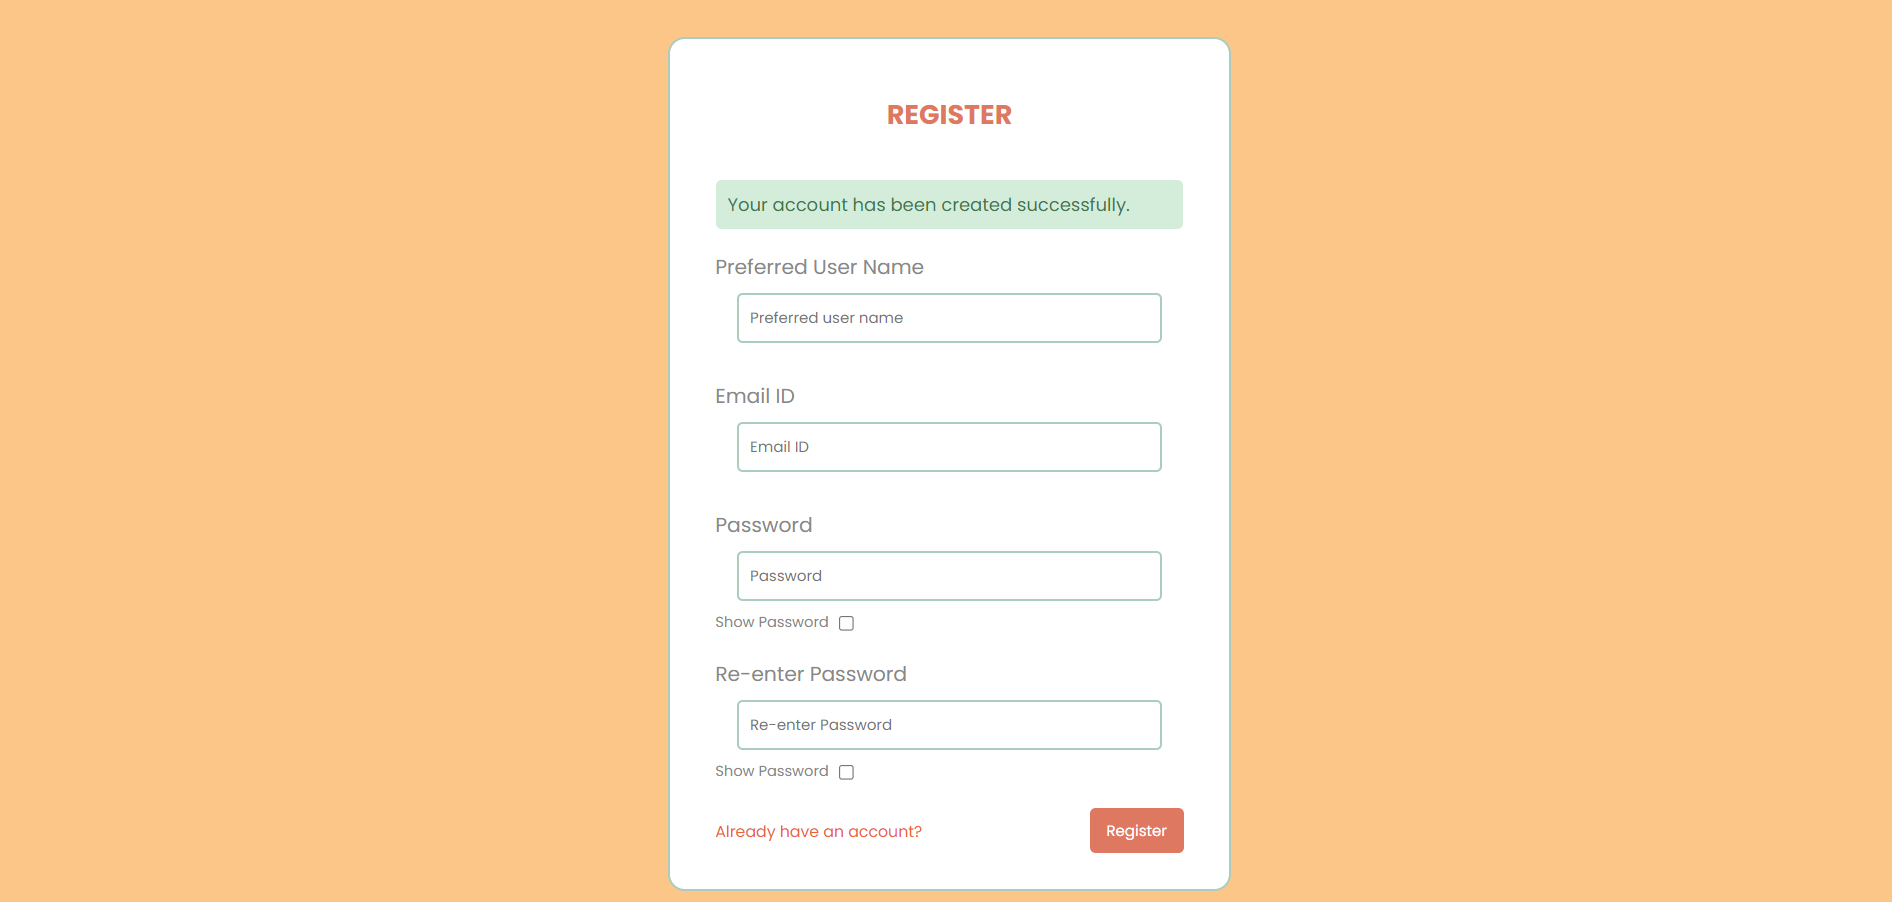 REGISTER
Your account has been created successfully.
Preferred User Name
Preferred user name
Email ID
Email ID
Password
Password
Show Password
Re-enter Password
Re-enter Password
Show Password
Already have an account? Register